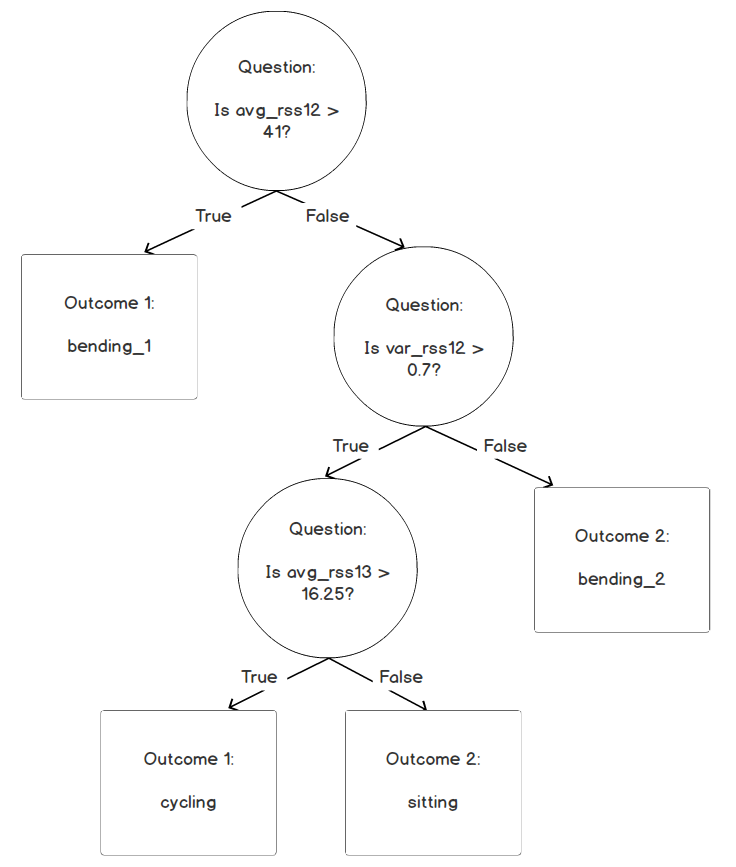 Question:
Is avg_rss12 >
41?
True
False
Outcome 1:
bending_1
Question:
Is var_rss12 >
0.7?
True
False
Question:
Is avg_rss13 >
16.25?
Outcome 2:
bending_2
True
False
Outcome 1:
cycling
Outcome 2:
sitting